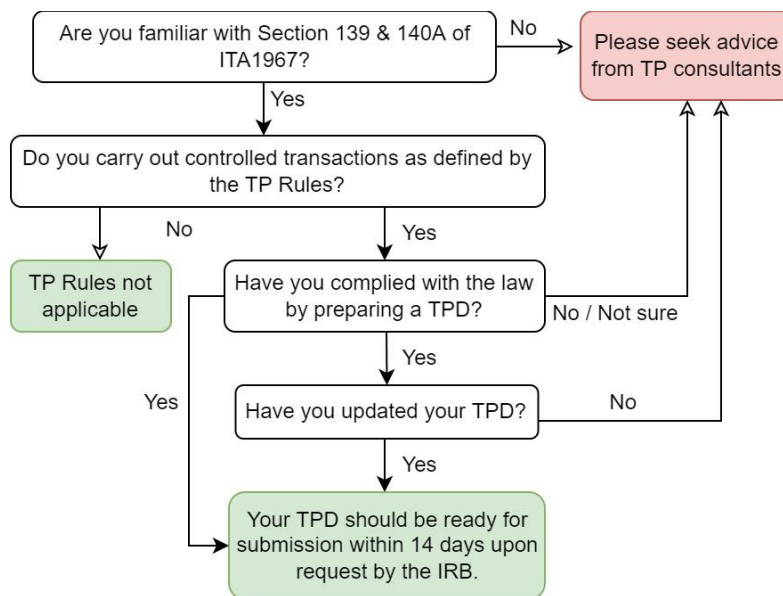 Are you familiar with Section 139 & 140A of
ITA1967?
No
Please seek advice
from TP consultants
Yes
Do you carry out controlled transactions as defined by
the TP Rules?
No
Yes
TP Rules not
applicable
Have you complied with the law
by preparing a TPD?
No / Not sure
Yes
Yes
Have you updated your TPD?
No
Yes
Your TPD should be ready for
submission within 14 days upon
request by the IRB.